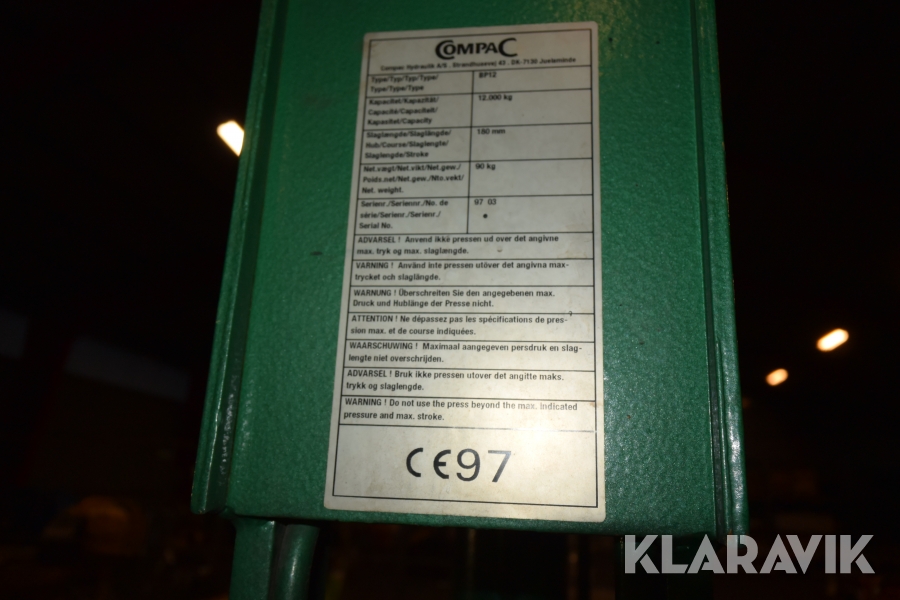 COMPAC
Compac Hydraulik A/S . Strandhusevej 43 . DK-7130 Juelsminde
Type/Typ/Typ/Type/ BP12
Type/Type/Type
Kapacitet/Kapazität/ 12.000 kg
Capacité/Capaciteit/
Kapasitet/Capacity
Slaglængde/Slaglängde/ 150 mm
Hub/Course/Slaglengte/
Slaglengde/Stroke
Net.vægt/Net.vikt/Net.gew./ 90 kg
Poids.net/Net.gew./Nto.vekt/
Net. weight.
Serienr./Seriennr./No. de 97 03
série/Serienr./Serienr./
Serial No.
ADVARSEL ! Anvend ikke pressen ud over det angivne
max. tryk og max. slaglængde.
VARNING ! Använd inte pressen utöver det angivna max-
trycket och slaglängde.
WARNUNG ! Überschreiten Sie den angegebenen max.
Druck und Hublänge der Presse nicht.
ATTENTION ! Ne dépassez pas les spécifications de pres-
sion max. et de course indiquées.
WAARSCHUWING ! Maximaal aangegeven persdruk en slag-
lengte niet overschrijden.
ADVARSEL ! Bruk ikke pressen utover det angitte maks.
trykk og slaglengde.
WARNING ! Do not use the press beyond the max. indicated
pressure and max. stroke.
CE97
KLARAVIK